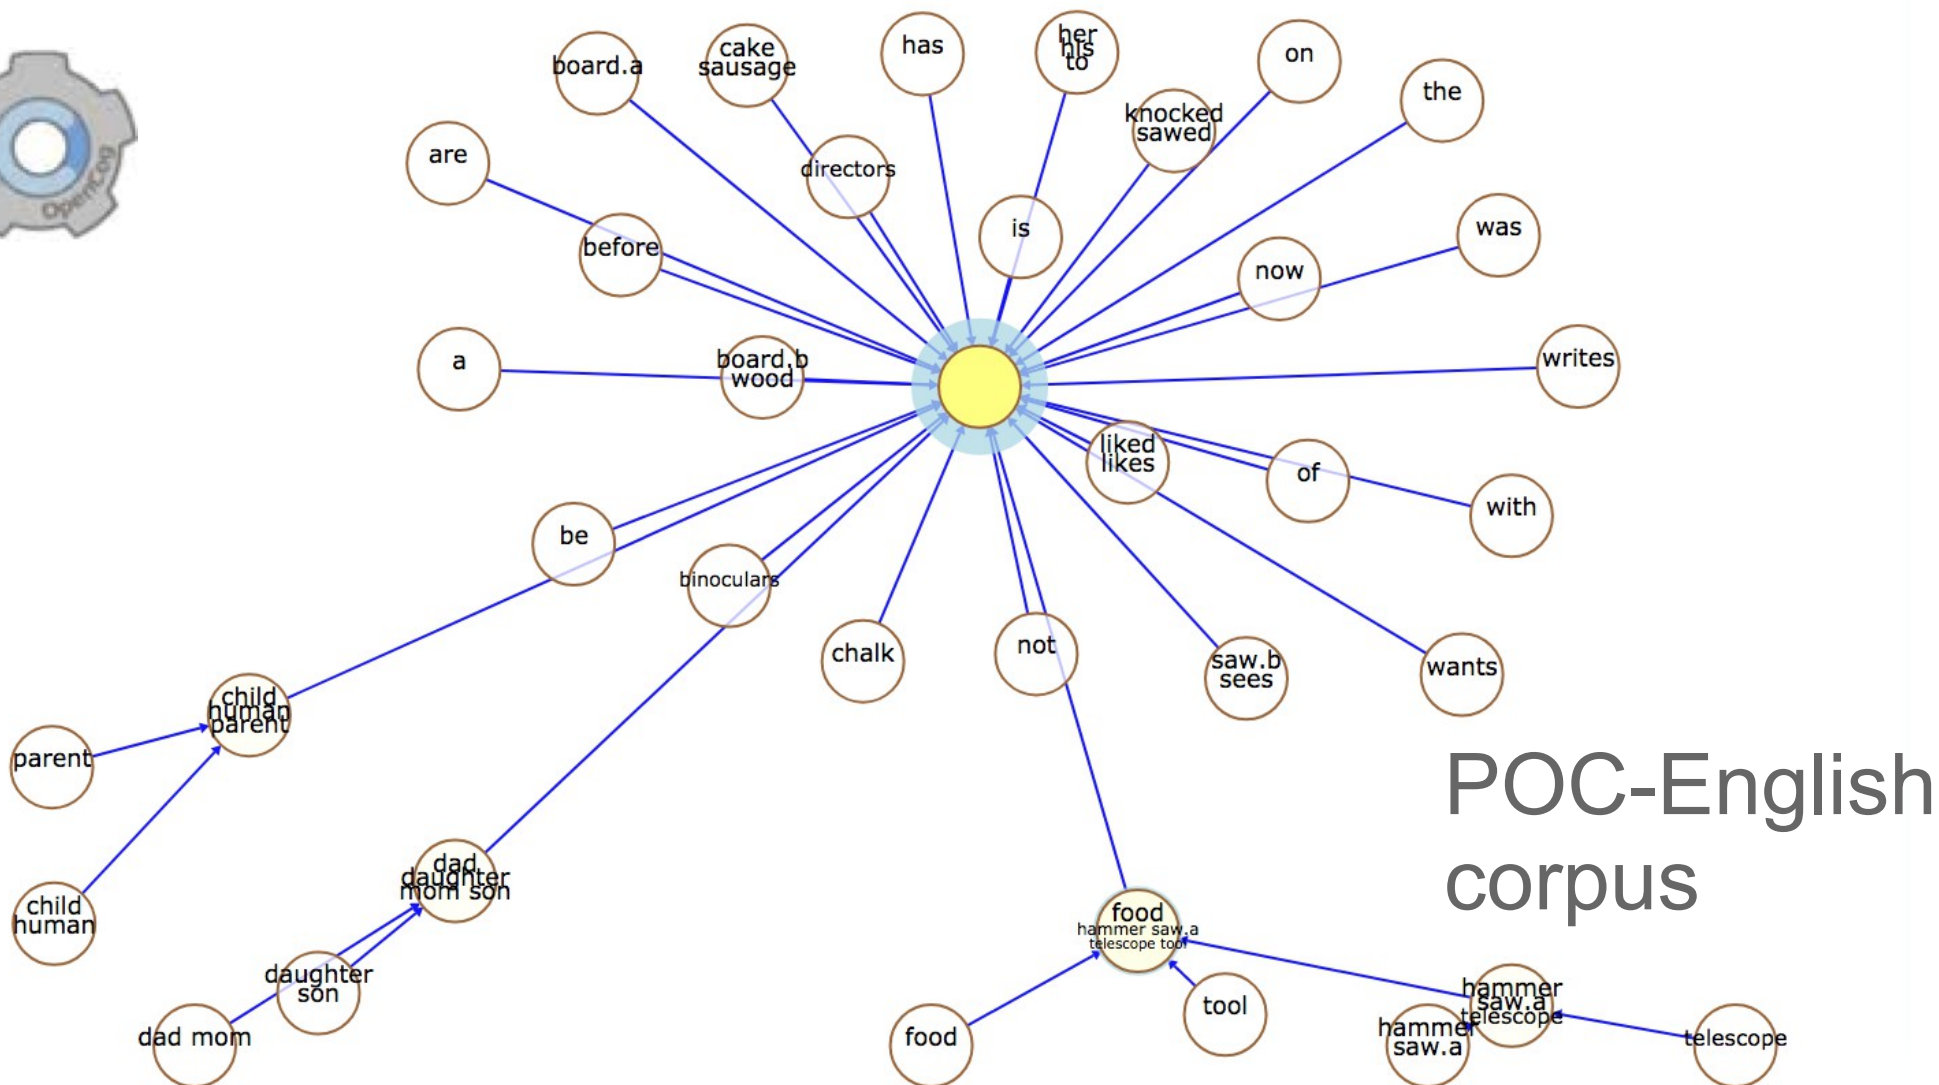 OpenCog
board.a
cake
sausage
has
her
his
to
on
the
knocked
sawed
are
directors
before
is
was
now
a
board.b
wood
writes
liked
likes
of
with
be
binoculars
chalk
not
saw.b
sees
wants
child
human
parent
parent
child
human
dad
daughter
mom son
daughter
son
dad mom
food
hammer saw.a
telescope tool
food
tool
hammer
saw.a
telescope
hammer
saw.a
telescope
POC-English
corpus